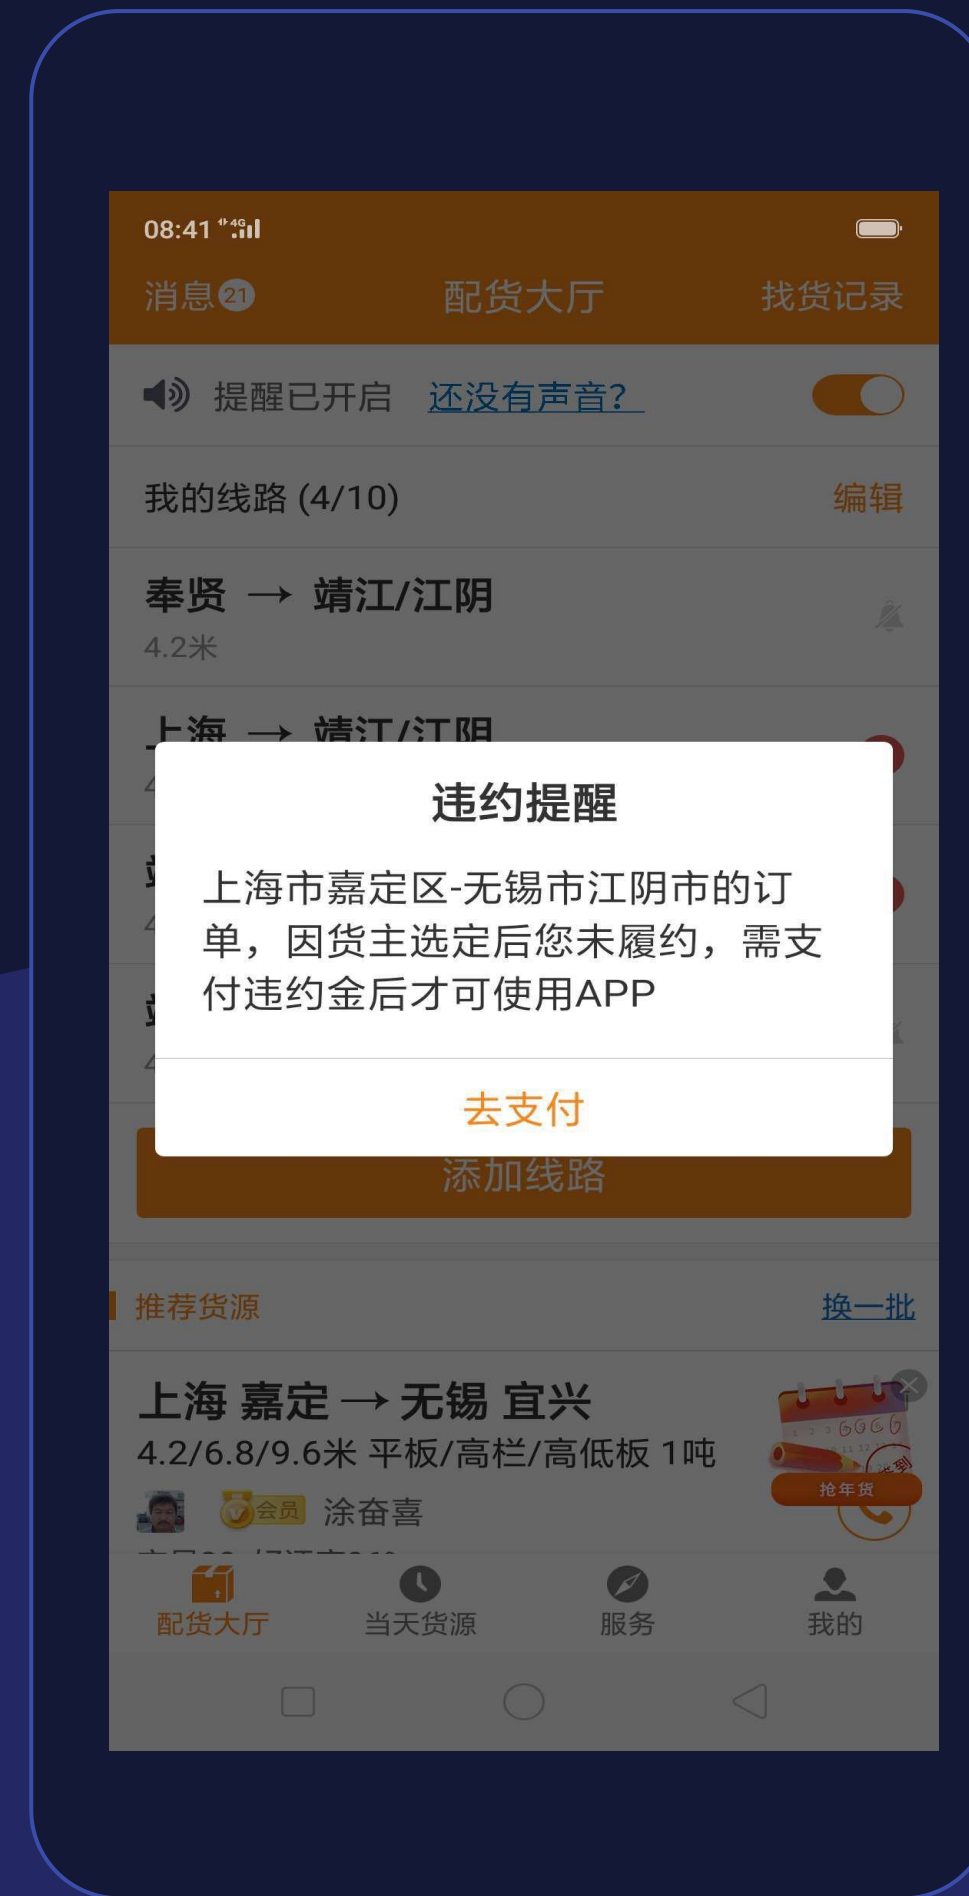 08:41 4G
消息 21 配货大厅 找货记录
提醒已开启 还没有声音?
我的线路 (4/10) 编辑
奉贤 → 靖江/江阴
4.2米
上海 → 靖江/江阴
违约提醒
上海市嘉定区-无锡市江阴市的订
单，因货主选定后您未履约，需支
付违约金后才可使用APP
去支付
添加线路
推荐货源 换一批
上海 嘉定 → 无锡 宜兴
4.2/6.8/9.6米 平板/高栏/高低板 1吨
抢年货
会员 涂奋喜
配货大厅 当天货源 服务 我的